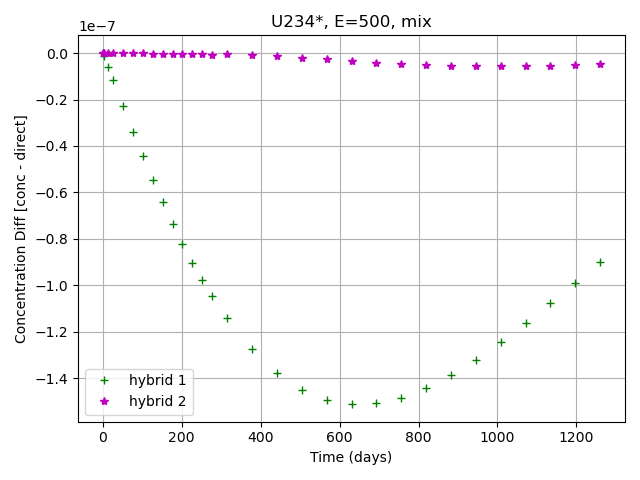 U234*, E=500, mix
1e−7
0.0
−0.2
−0.4
−0.6
−0.8
−1.0
−1.2
−1.4
Concentration Diff [conc - direct]
hybrid 1
hybrid 2
0 200 400 600 800 1000 1200
Time (days)